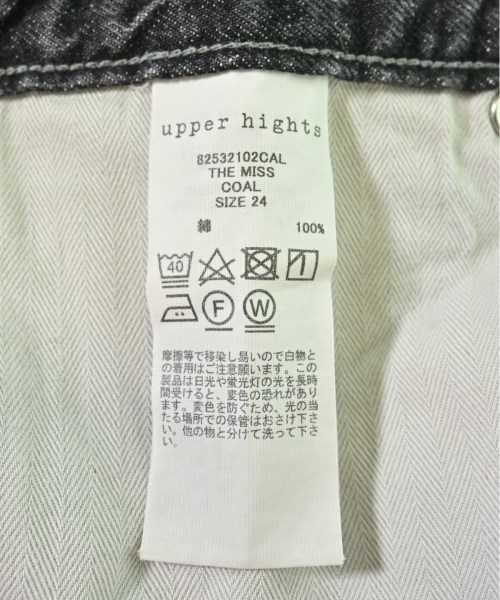 upper hights
82532102CAL
THE MISS
COAL
SIZE 24
綿 100%
40
F W
摩擦等で移染し易いので白物と
の着用はご注意願います。この
製品は日光や蛍光灯の光を長時
間受けると、変色の恐れがあり
ます。変色を防ぐため、光の当
たる場所での保管はおさけ下さ
い。他の物と分けて洗って下さ
い。